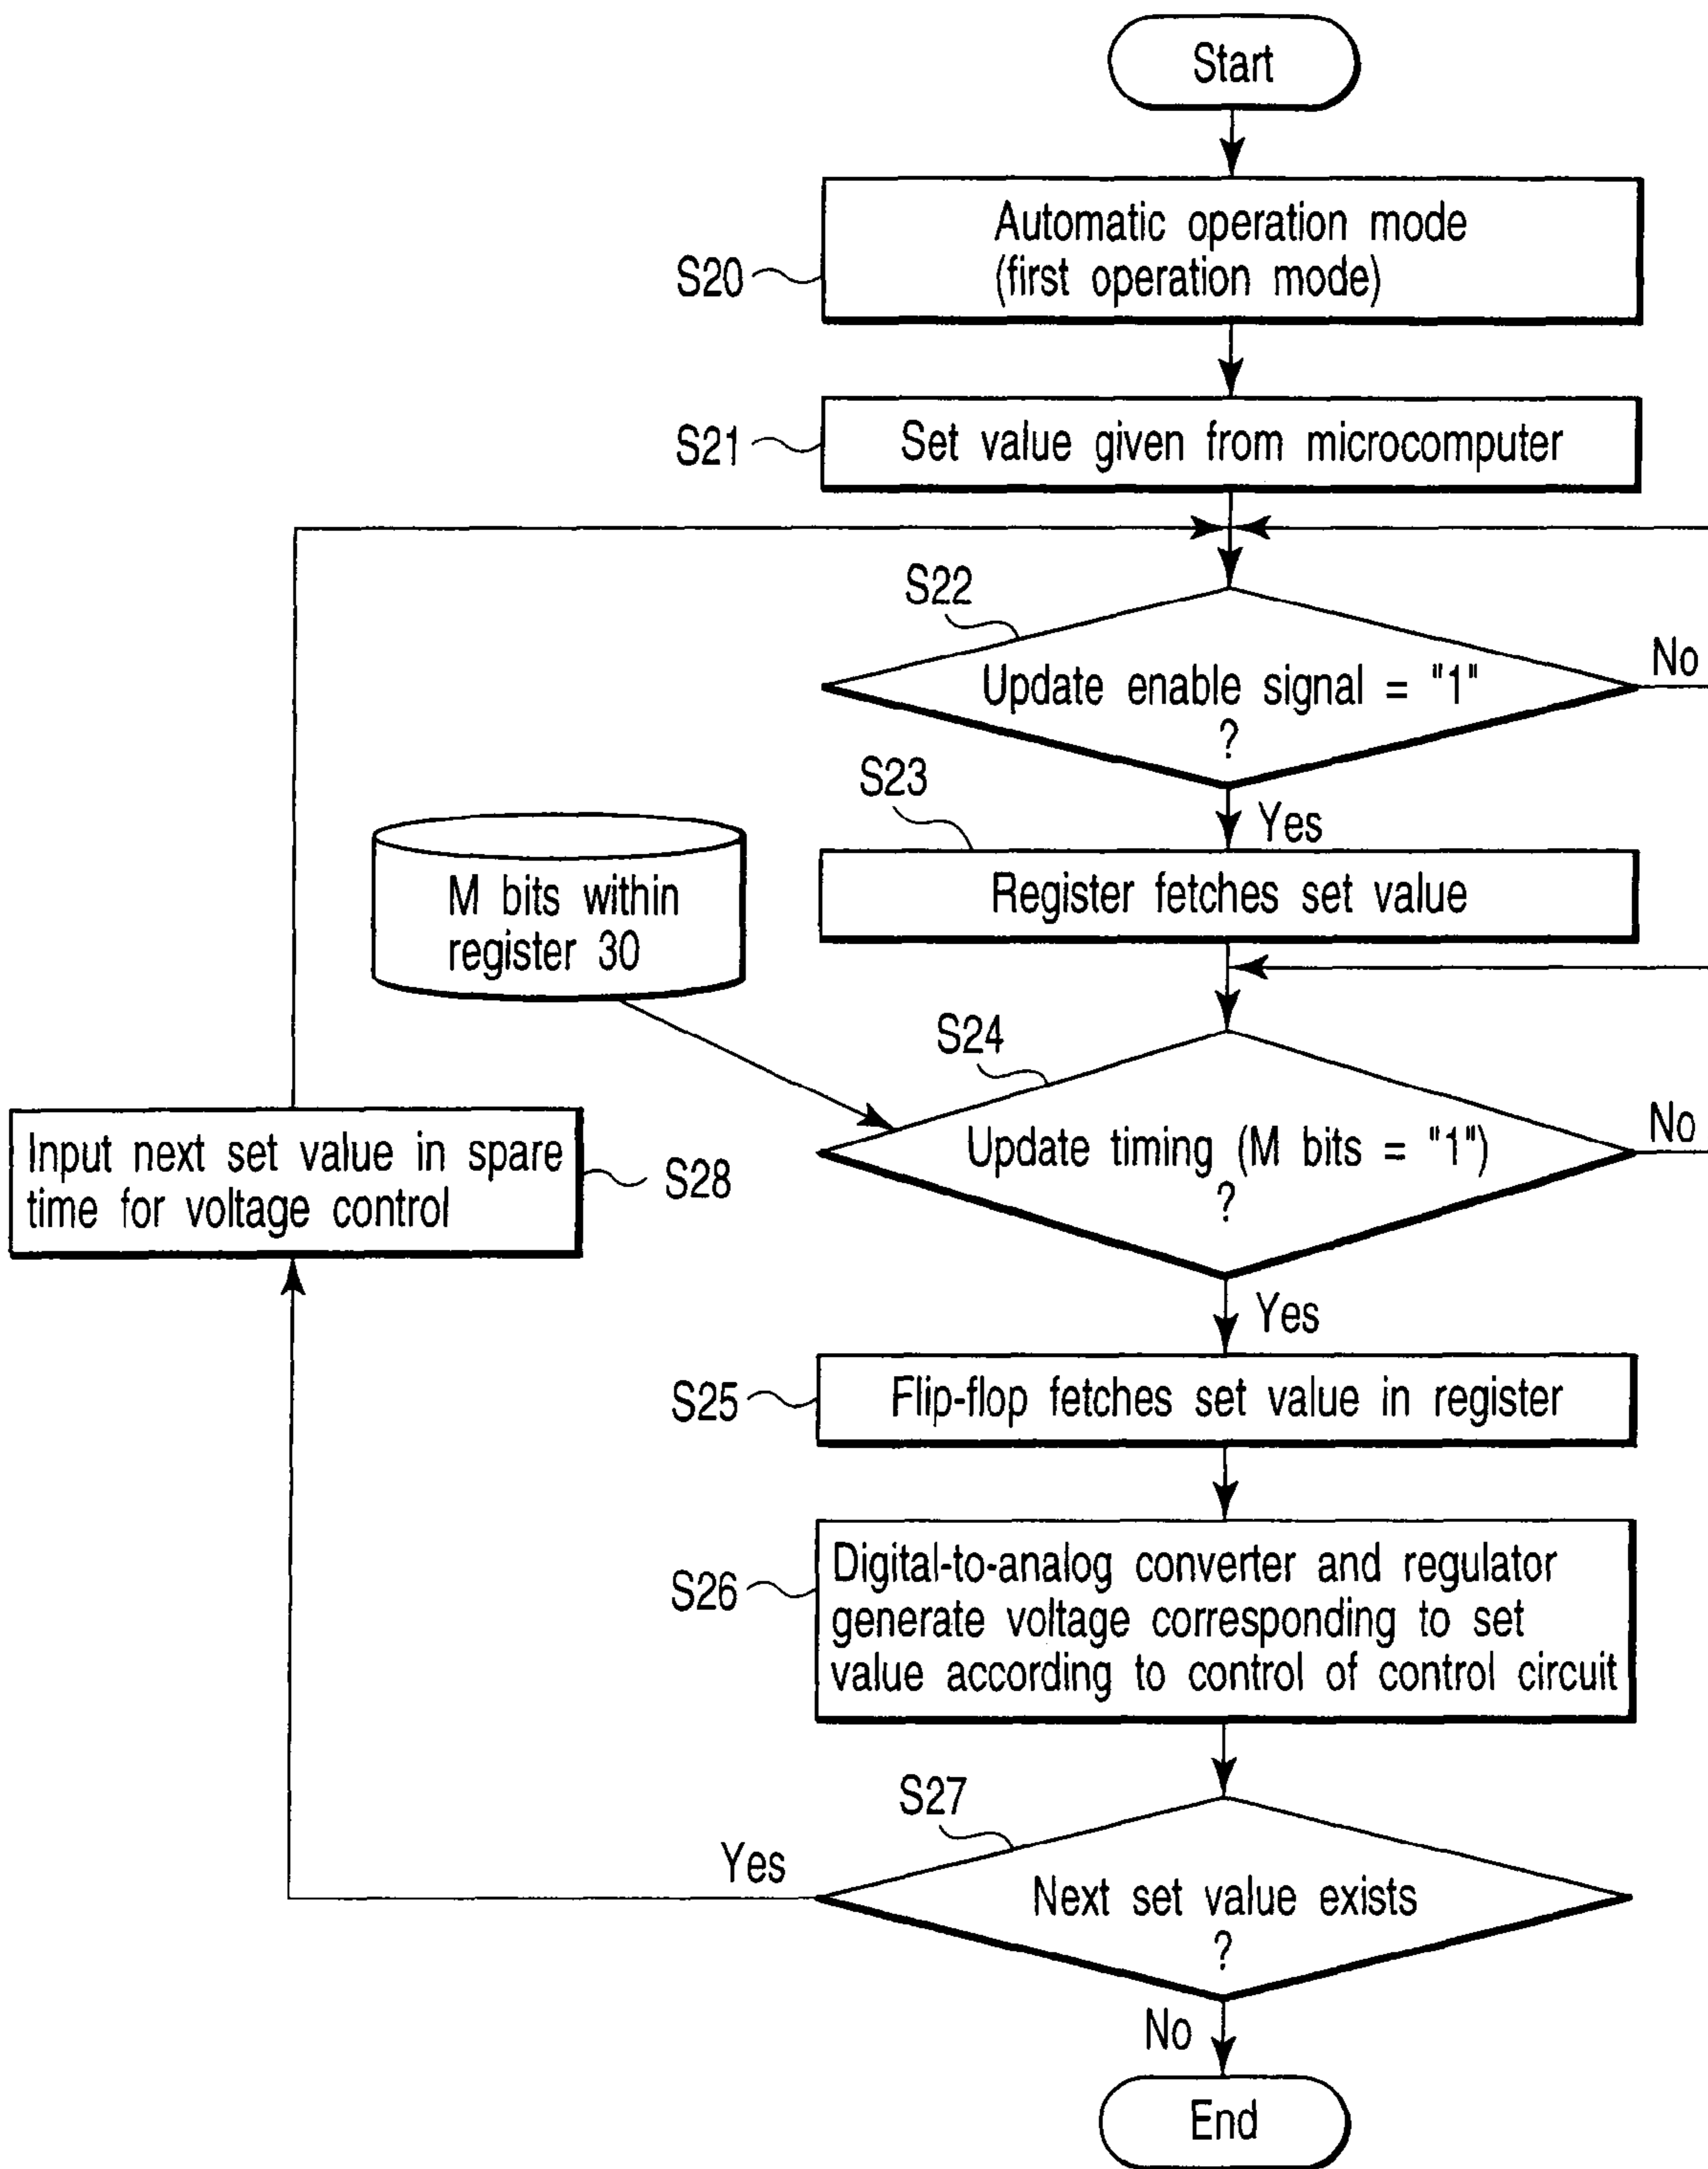 Start
Automatic operation mode
(first operation mode)
S20
S21
Set value given from microcomputer
S22
Update enable signal = "1"
?
No
Yes
S23
Register fetches set value
M bits within
register 30
S24
Update timing (M bits = "1")
?
No
Yes
Input next set value in spare
time for voltage control
S28
S25
Flip-flop fetches set value in register
S26
Digital-to-analog converter and regulator
generate voltage corresponding to set
value according to control of control circuit
S27
Yes
Next set value exists
?
No
End